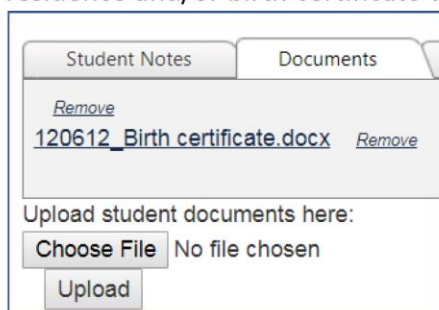 Student Notes Documents
Remove
120612_Birth certificate.docx Remove
Upload student documents here:
Choose File No file chosen
Upload